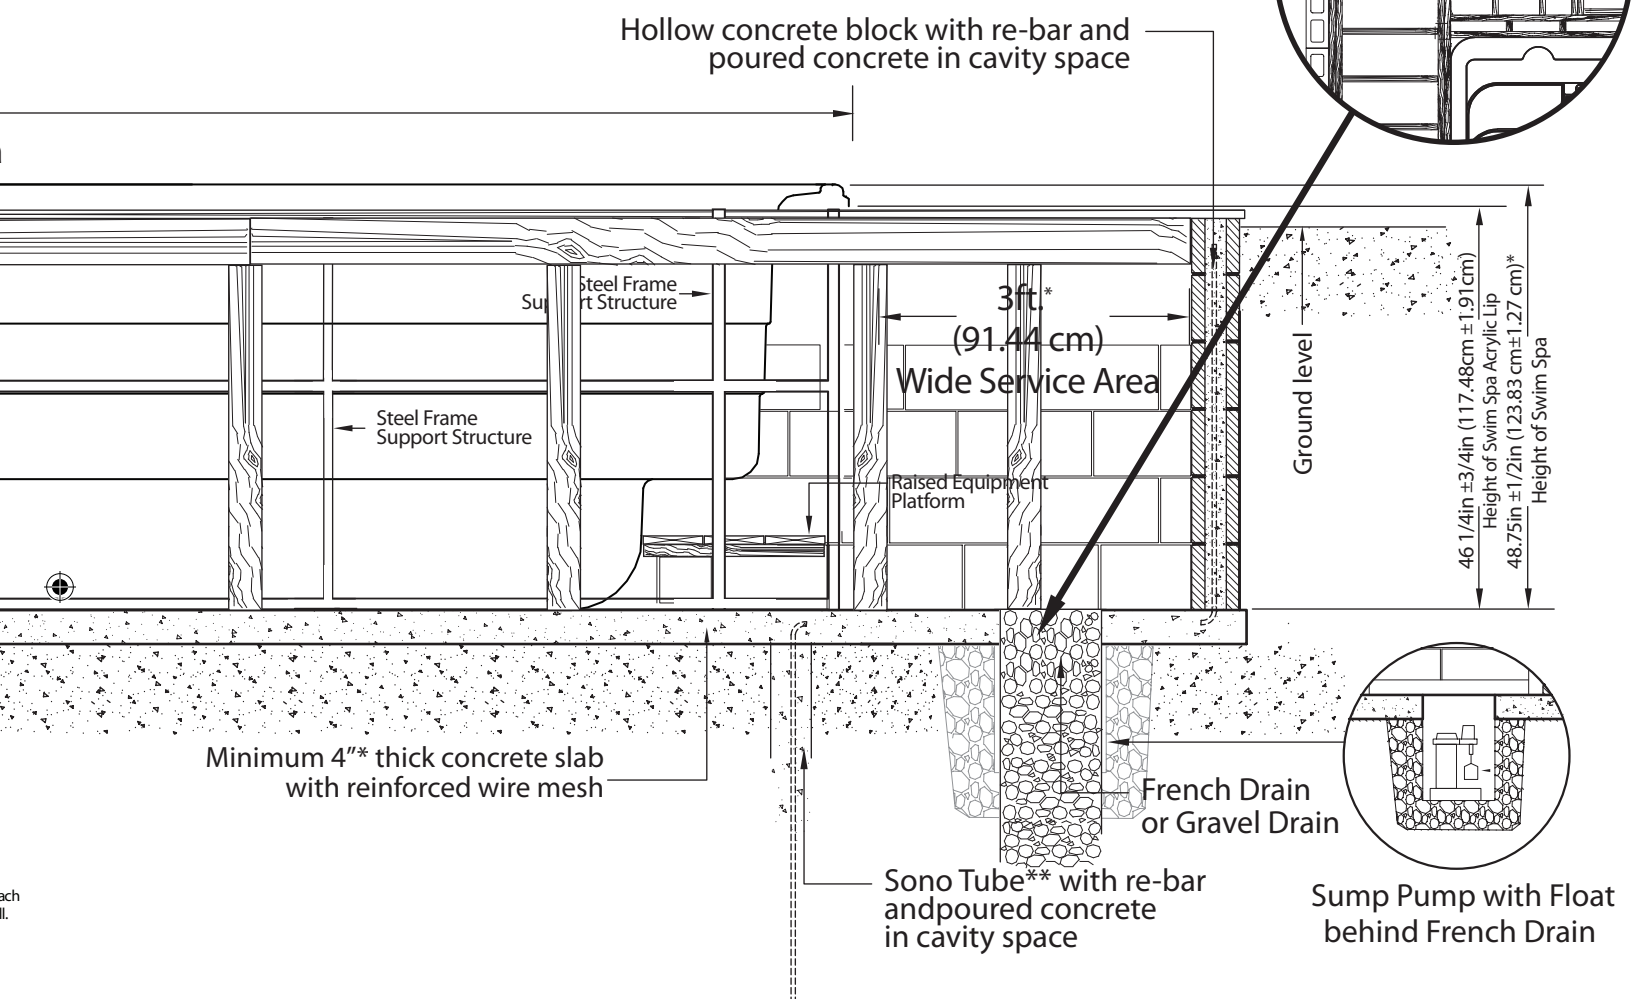 Hollow concrete block with re-bar and
poured concrete in cavity space
Steel Frame
Support Structure
3ft.*
(91.44 cm)
Wide Service Area
Steel Frame
Support Structure
Raised Equipment
Platform
Ground level
46 1/4in ±3/4in (117.48cm ±1.91cm)
Height of Swim Spa Acrylic Lip
48.75in ±1/2in (123.83 cm±1.27 cm)*
Height of Swim Spa
Minimum 4"* thick concrete slab
with reinforced wire mesh
French Drain
or Gravel Drain
Sono Tube** with re-bar
andpoured concrete
in cavity space
Sump Pump with Float
behind French Drain
ach
ll.